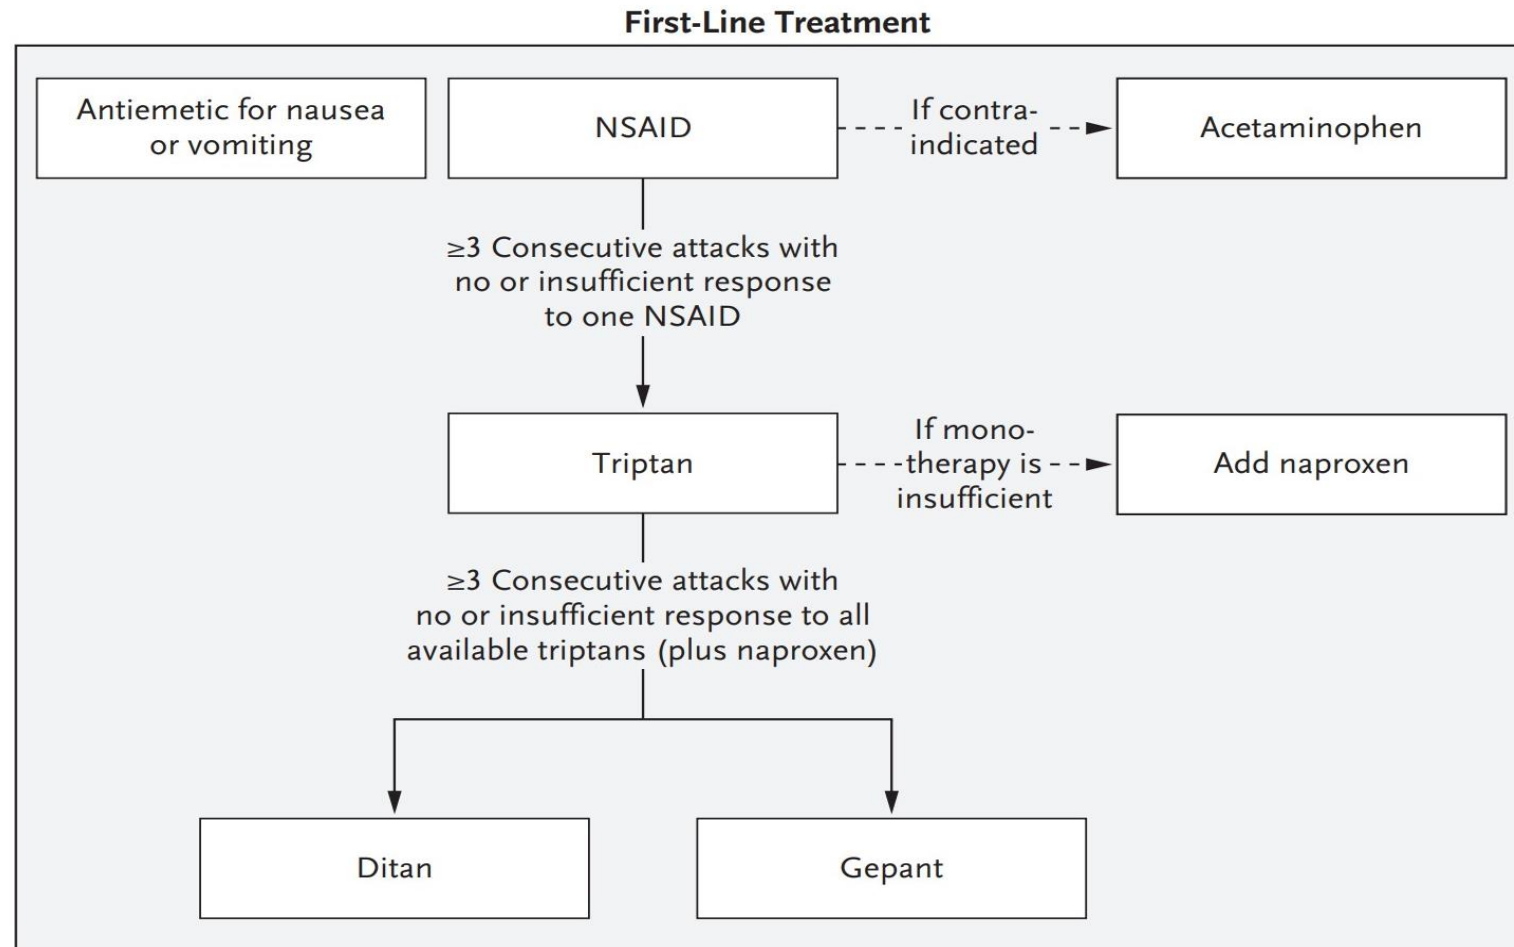 First-Line Treatment
Antiemetic for nausea
or vomiting
NSAID
If contra-
indicated
Acetaminophen
≥3 Consecutive attacks with
no or insufficient response
to one NSAID
Triptan
If mono-
therapy is
insufficient
Add naproxen
≥3 Consecutive attacks with
no or insufficient response to all
available triptans (plus naproxen)
Ditan
Gepant